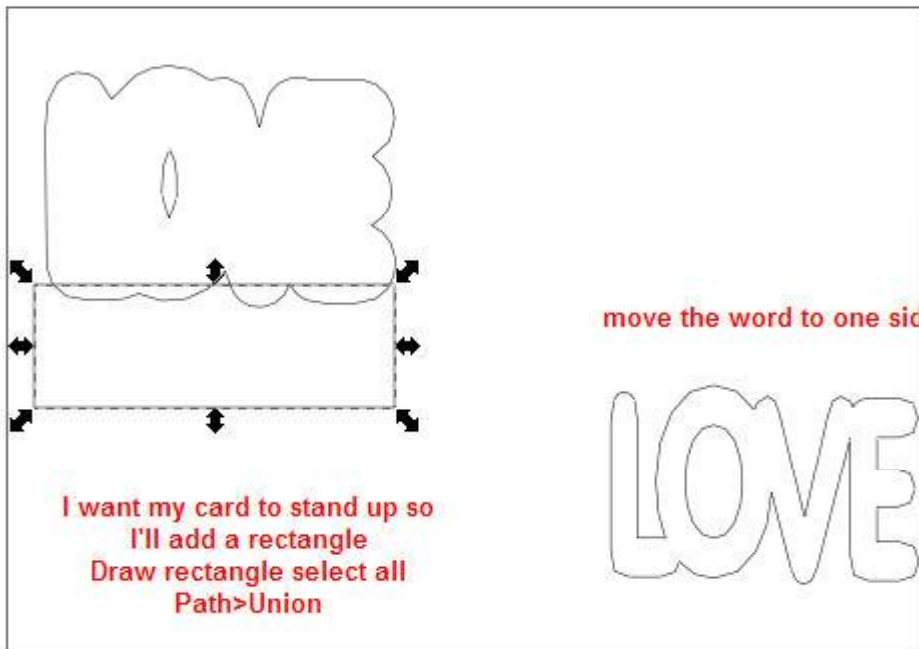 move the word to one sid
LOVE
I want my card to stand up so
I'll add a rectangle
Draw rectangle select all
Path>Union